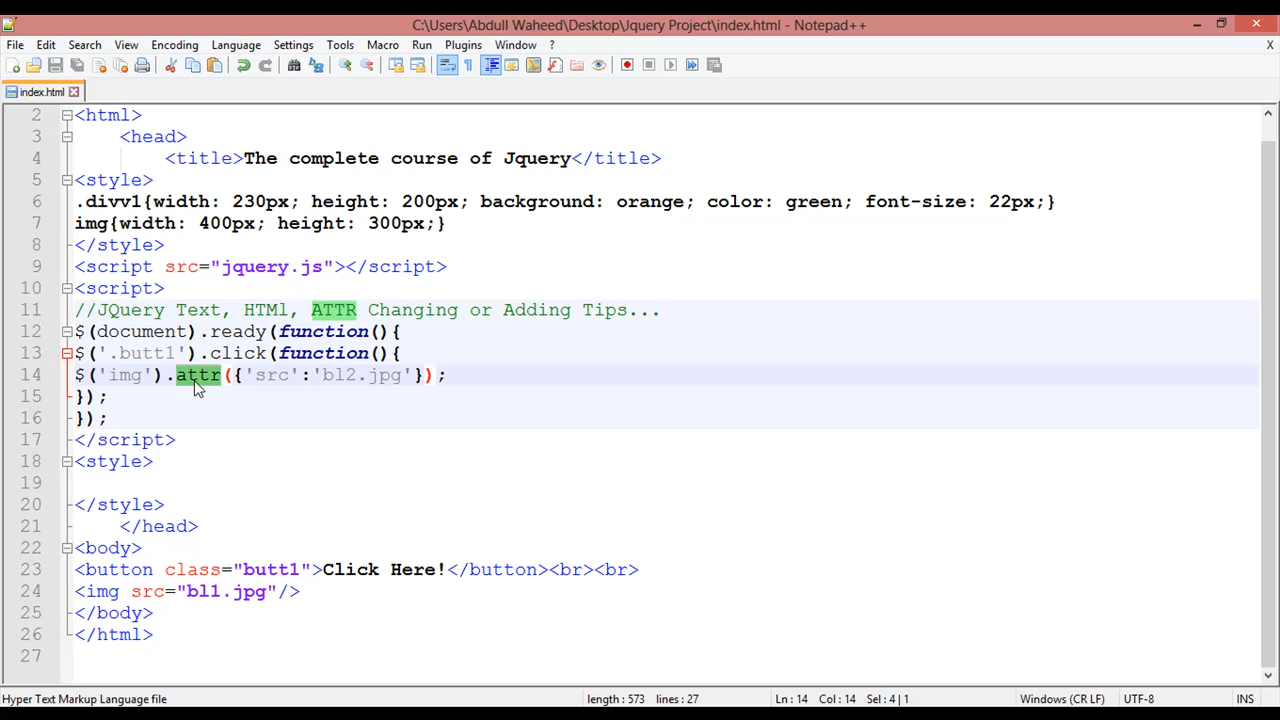 C:\Users\Abdull Waheed\Desktop\Jquery Project\index.html - Notepad++
File Edit Search View Encoding Language Settings Tools Macro Run Plugins Window ? X
index.html
2 <html>
3 <head>
4 <title>The complete course of Jquery</title>
5 <style>
6 .divv1{width: 230px; height: 200px; background: orange; color: green; font-size: 22px;}
7 img{width: 400px; height: 300px;}
8 </style>
9 <script src="jquery.js"></script>
10 <script>
11 //JQuery Text, HTMl, ATTR Changing or Adding Tips...
12 $(document).ready(function(){
13 $('.butt1').click(function(){
14 $('img').attr({'src':'bl2.jpg'});
15 });
16 });
17 </script>
18 <style>
19
20 </style>
21 </head>
22 <body>
23 <button class="butt1">Click Here!</button><br><br>
24 <img src="bl1.jpg"/>
25 </body>
26 </html>
27
Hyper Text Markup Language file length : 573 lines : 27 Ln : 14 Col : 14 Sel : 4 | 1 Windows (CR LF) UTF-8 INS